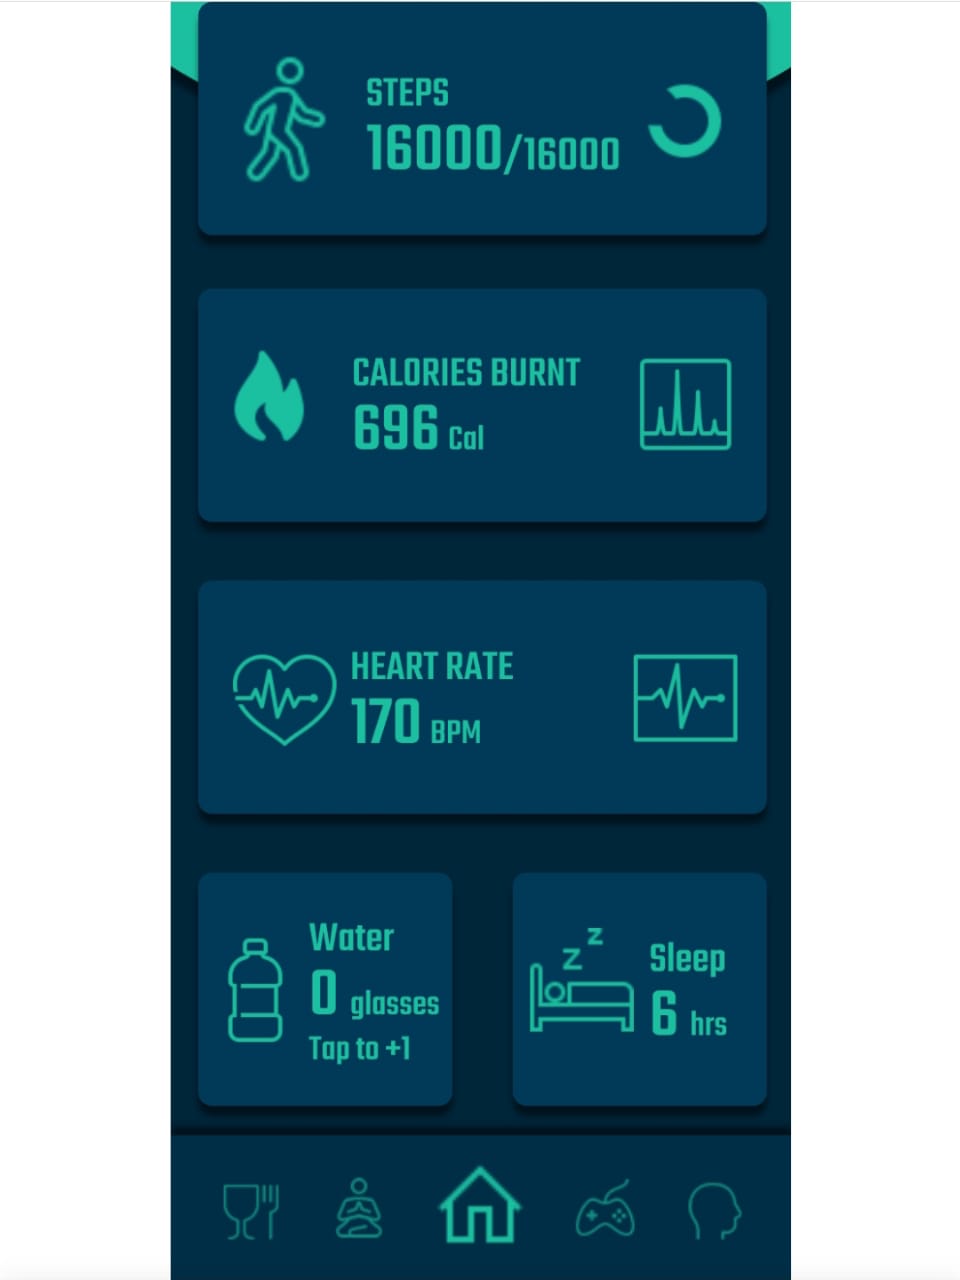 STEPS
16000/16000
CALORIES BURNT
696 Cal
HEART RATE
170 BPM
Water
0 glasses
Tap to +1
z
z
Sleep
6 hrs